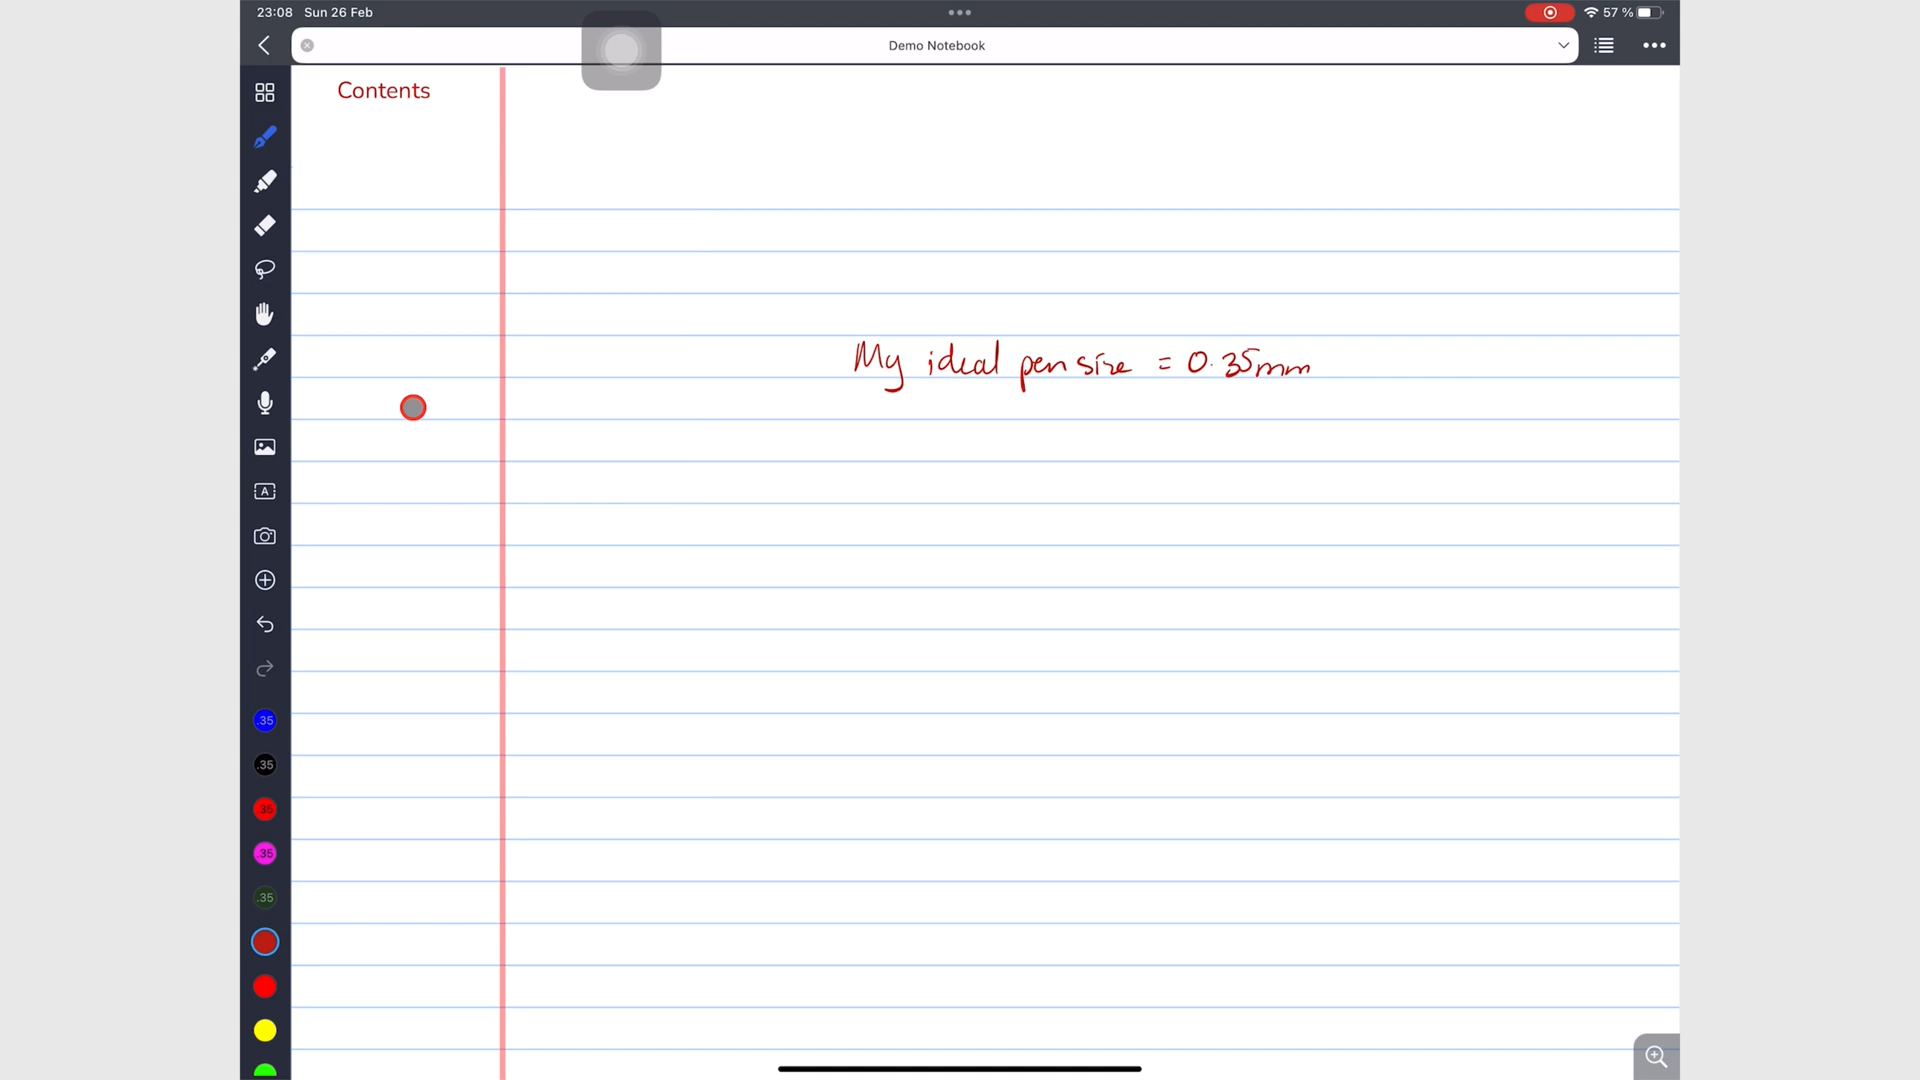 23:08 Sun 26 Feb
57 %
Demo Notebook
Contents
My ideal pen size = 0.35mm
A
.35
.35
.35
.35
.35